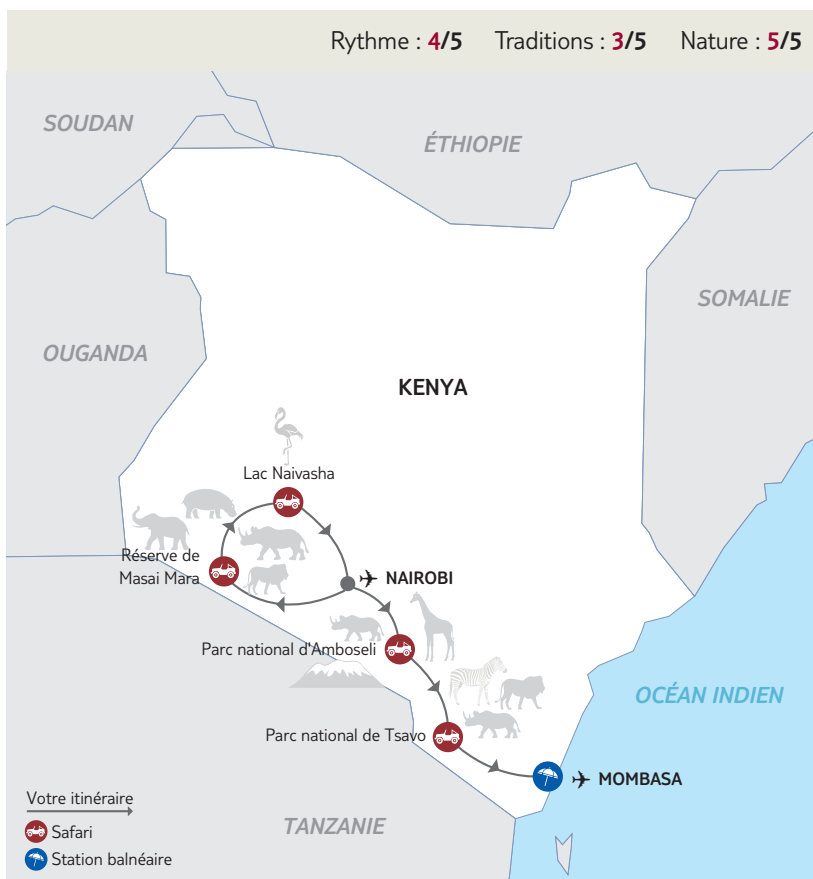 Rythme : 4/5 Traditions : 3/5 Nature : 5/5
SOUDAN
ÉTHIOPIE
SOMALIE
OUGANDA
KENYA
Lac Naivasha
Réserve de
Masai Mara
NAIROBI
Parc national d'Amboseli
OCÉAN INDIEN
Parc national de Tsavo
MOMBASA
Votre itinéraire
TANZANIE
Safari
Station balnéaire